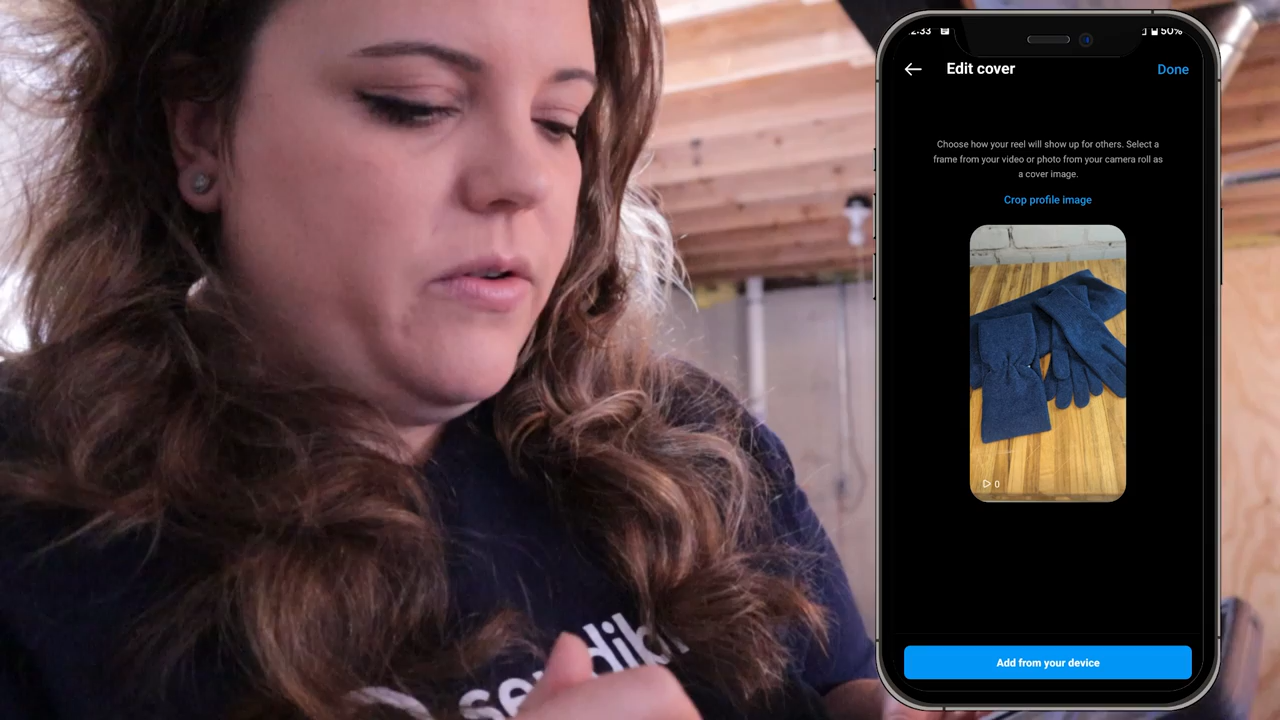 50%
Edit cover
Done
Choose how your reel will show up for others. Select a
frame from your video or photo from your camera roll as
a cover image.
Crop profile image
0
Add from your device